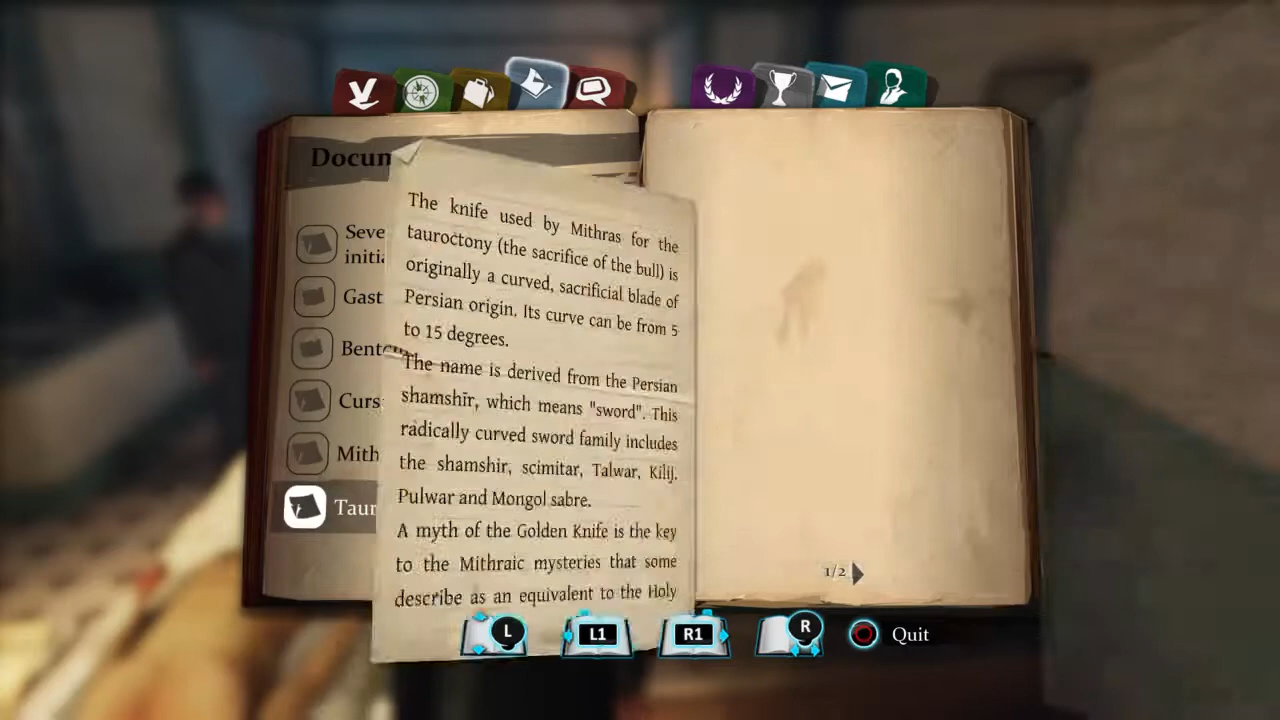 Docum
Seve
initia
Gast
Bento
Curs
Mith
Taur
The knife used by Mithras for the
tauroctony (the sacrifice of the bull) is
originally a curved, sacrificial blade of
Persian origin. Its curve can be from 5
to 15 degrees.
The name is derived from the Persian
shamshīr, which means "sword". This
radically curved sword family includes
the shamshir, scimitar, Talwar, Kilij.
Pulwar and Mongol sabre.
A myth of the Golden Knife is the key
to the Mithraic mysteries that some
describe as an equivalent to the Holy
1/2
L
L1
R1
R
Quit